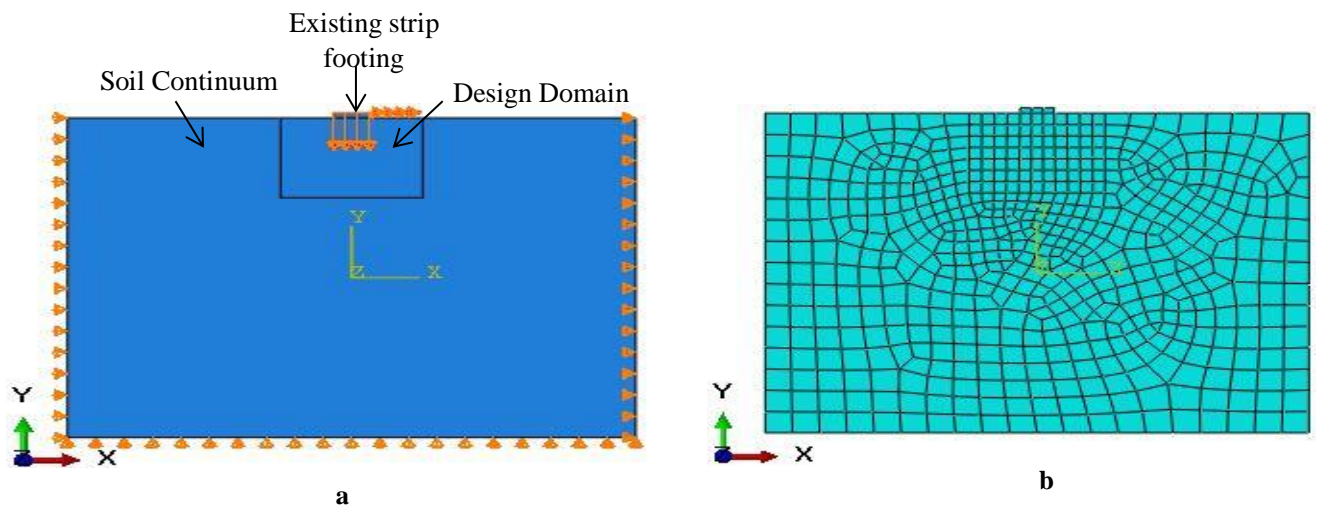 Existing strip
footing
Soil Continuum
Design Domain
Y
X
Z
Y
X
a
Y
X
b